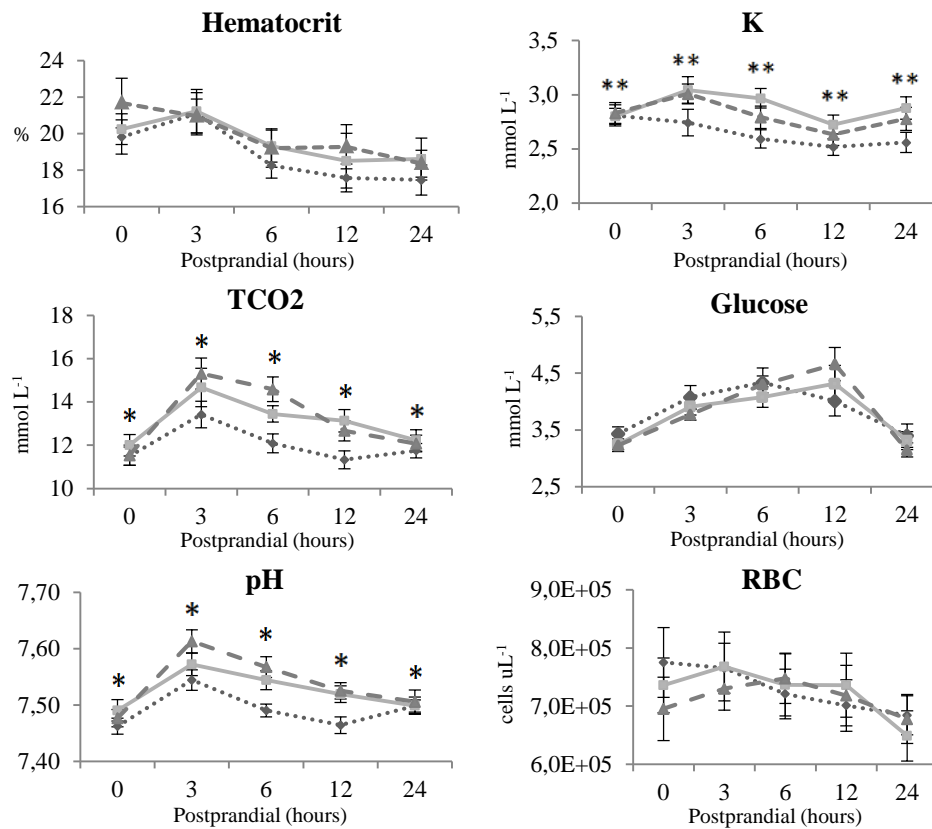 Hematocrit
22
20
18
16
%
0 3 6 12 24
Postprandial (hours)
K
3,5
3,0
2,5
2,0
mmol L-1
** ** ** ** **
0 3 6 12 24
Postprandial (hours)
TCO2
18
16
14
12
10
mmol L-1
* * * * *
0 3 6 12 24
Postprandial (hours)
Glucose
5,5
4,5
3,5
2,5
mmol L-1
0 3 6 12 24
Postprandial (hours)
pH
7,70
7,60
7,50
7,40
* * * * *
0 3 6 12 24
Postprandial (hours)
RBC
9,0E+05
8,0E+05
7,0E+05
6,0E+05
cells uL-1
0 3 6 12 24
Postprandial (hours)